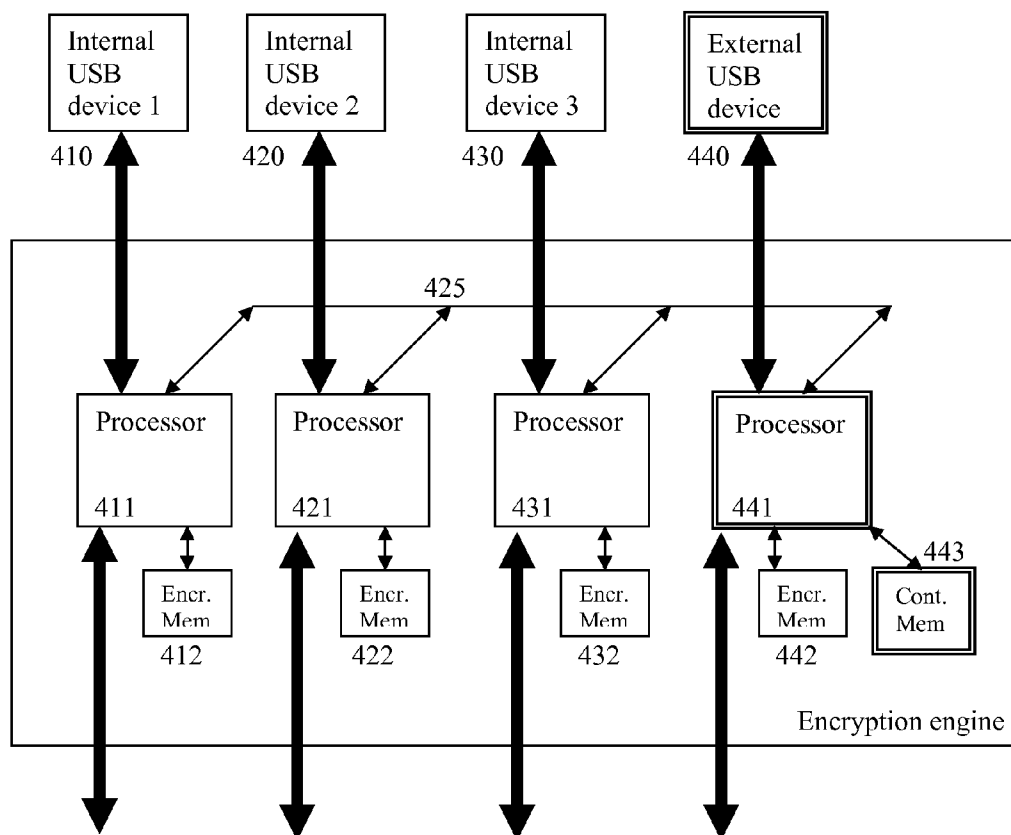 Internal
USB
device 1
Internal
USB
device 2
Internal
USB
device 3
External
USB
device
410
420
430
440
425
Processor
411
Processor
421
Processor
431
Processor
441
443
Encr.
Mem
Encr.
Mem
Encr.
Mem
Encr.
Mem
Cont.
Mem
412
422
432
442
Encryption engine